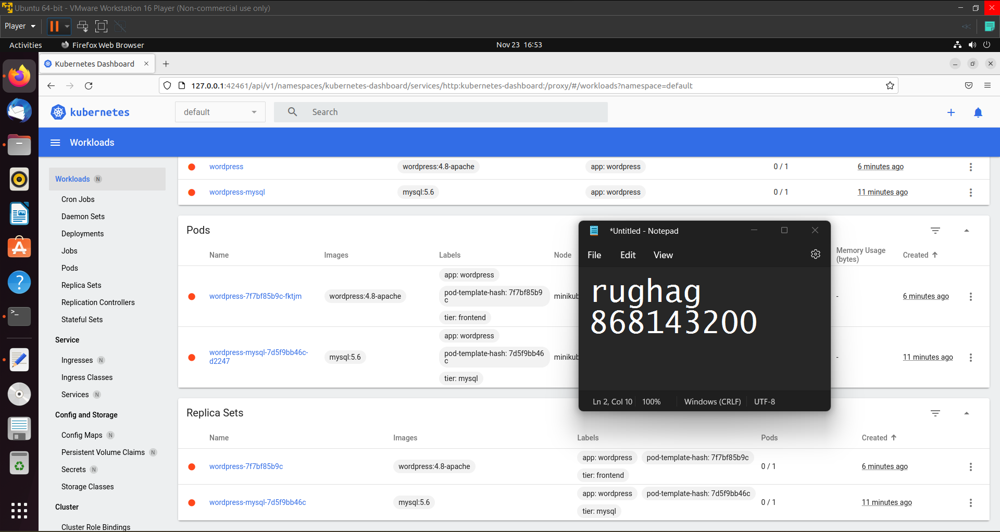 Ubuntu 64-bit - VMware Workstation 16 Player (Non-commercial use only)
Player
Activities
Firefox Web Browser
Nov 23 16:53
Kubernetes Dashboard
127.0.0.1:42461/api/v1/namespaces/kubernetes-dashboard/services/http:kubernetes-dashboard:/proxy/#/workloads?namespace=default
kubernetes
default
Search
Workloads
Workloads N
Cron Jobs
Daemon Sets
Deployments
Jobs
Pods
Replica Sets
Replication Controllers
Stateful Sets
Service
Ingresses N
Ingress Classes
Services N
Config and Storage
Config Maps N
Persistent Volume Claims N
Secrets N
Storage Classes
Cluster
Cluster Role Bindings
wordpress wordpress:4.8-apache app: wordpress 0 / 1 6 minutes ago
wordpress-mysql mysql:5.6 app: wordpress 0 / 1 11 minutes ago
Pods
Name Images Labels Node Memory Usage (bytes) Created
app: wordpress
wordpress-7f7bf85b9c-fktjm wordpress:4.8-apache pod-template-hash: 7f7bf85b9
c
minikub - 6 minutes ago
tier: frontend
app: wordpress
wordpress-mysql-7d5f9bb46c-
d2247
mysql:5.6 pod-template-hash: 7d5f9bb46
c
minikub - 11 minutes ago
tier: mysql
*Untitled - Notepad
File Edit View
rughag
868143200
Ln 2, Col 10 100% Windows (CRLF) UTF-8
Replica Sets
Name Images Labels Pods Created
app: wordpress pod-template-hash: 7f7bf85b9c
wordpress-7f7bf85b9c wordpress:4.8-apache 0 / 1 6 minutes ago
tier: frontend
app: wordpress pod-template-hash: 7d5f9bb46c
wordpress-mysql-7d5f9bb46c mysql:5.6 0 / 1 11 minutes ago
tier: mysql